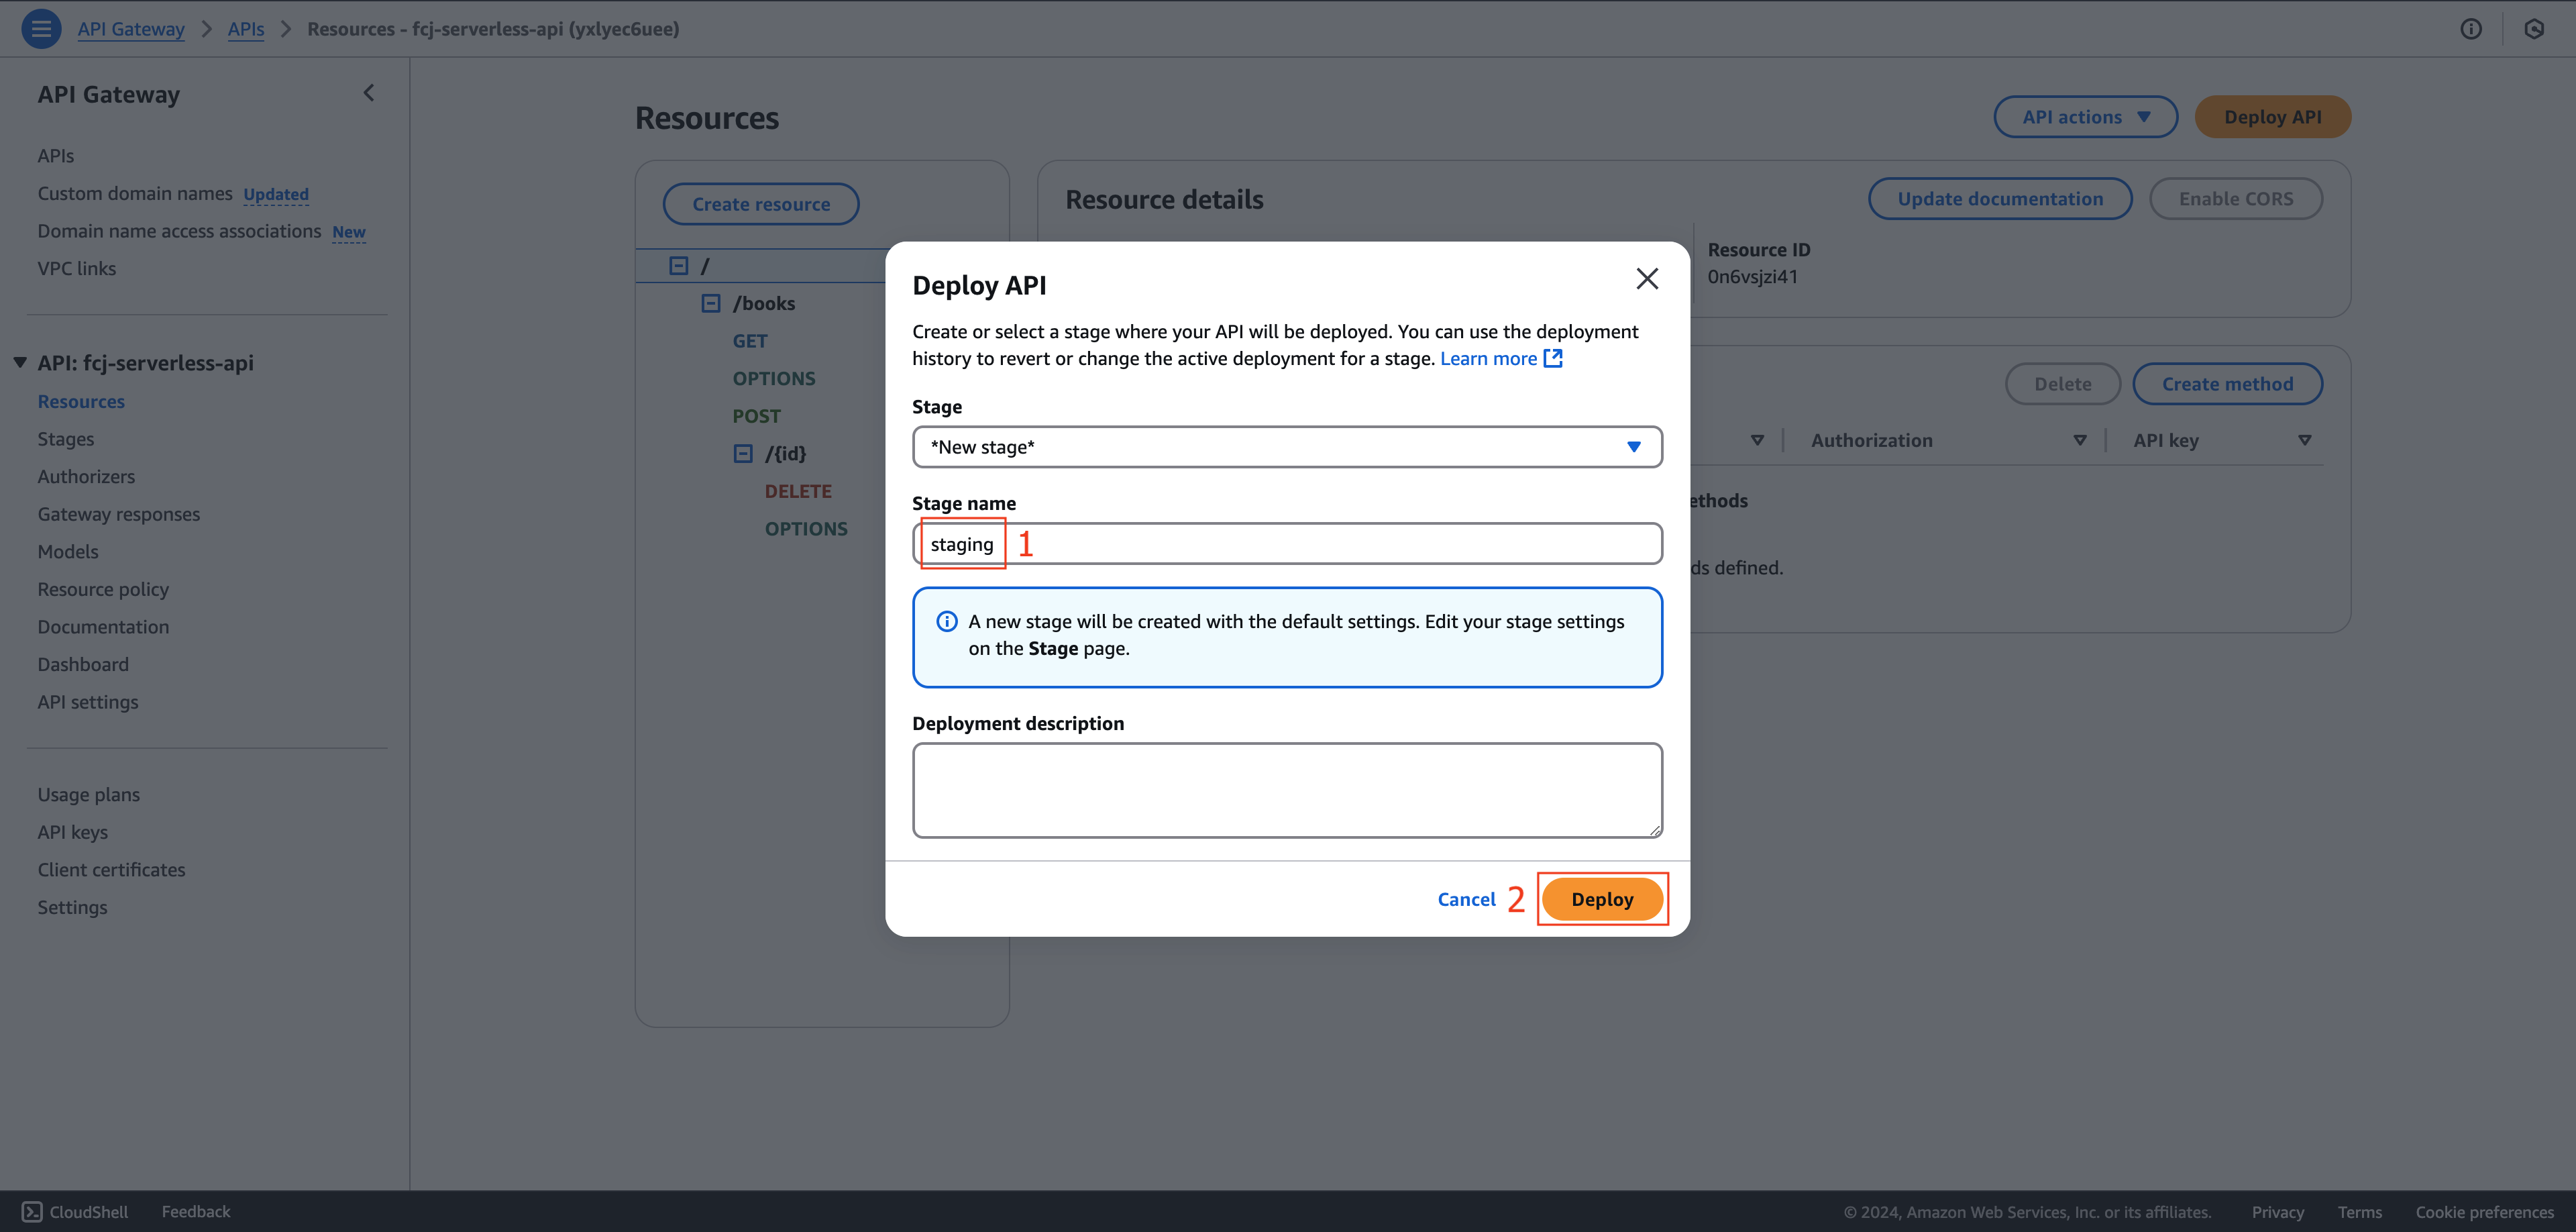 API Gateway > APIs > Resources - fcj-serverless-api (yxlyec6uee)
API Gateway
APIs
Custom domain names Updated
Domain name access associations New
VPC links
API: fcj-serverless-api
Resources
Stages
Authorizers
Gateway responses
Models
Resource policy
Documentation
Dashboard
API settings
Usage plans
API keys
Client certificates
Settings
Resources
API actions
Deploy API
Create resource
/
/books
GET
OPTIONS
POST
/{id}
DELETE
OPTIONS
Resource details
Update documentation
Enable CORS
Resource ID
0n6vsjzi41
Delete
Create method
Authorization
API key
ethods
ds defined.
Deploy API
Create or select a stage where your API will be deployed. You can use the deployment
history to revert or change the active deployment for a stage. Learn more
Stage
*New stage*
Stage name
staging 1
A new stage will be created with the default settings. Edit your stage settings
on the Stage page.
Deployment description
Cancel 2 Deploy
CloudShell Feedback © 2024, Amazon Web Services, Inc. or its affiliates. Privacy Terms Cookie preferences